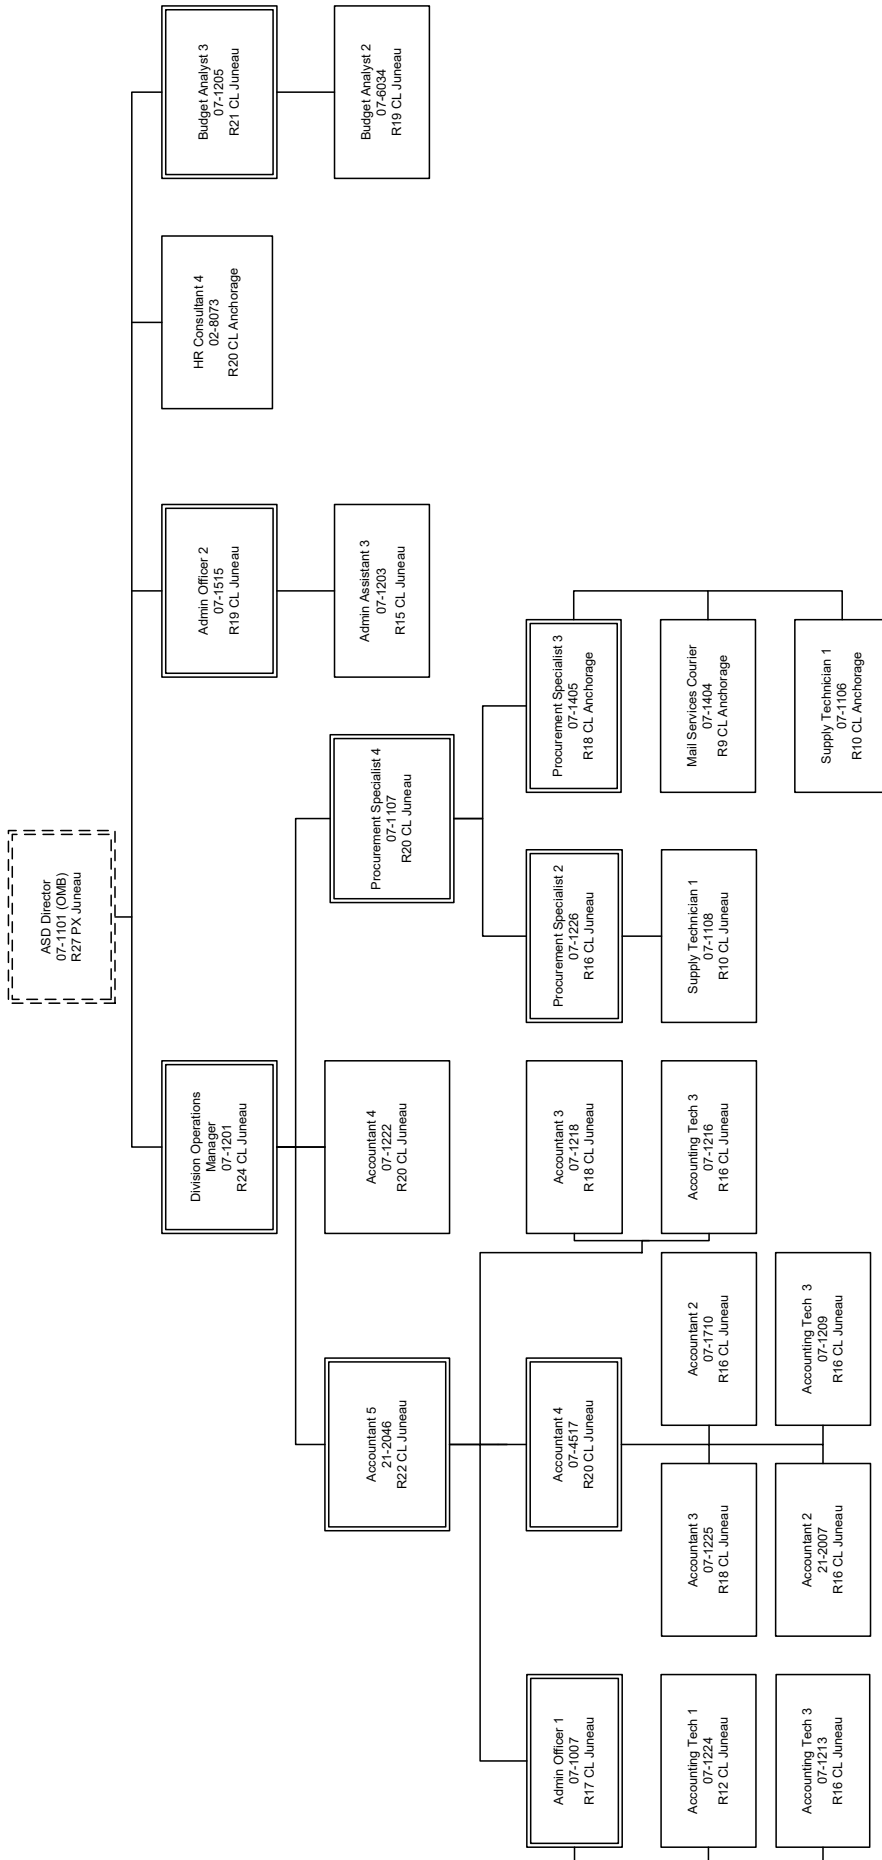 ASD Director
07-1101 (OMB)
R27 PX Juneau
Division Operations
Manager
07-1201
R24 CL Juneau
Admin Officer 2
07-1515
R19 CL Juneau
HR Consultant 4
02-8073
R20 CL Anchorage
Budget Analyst 3
07-1205
R21 CL Juneau
Accountant 5
21-2046
R22 CL Juneau
Accountant 4
07-1222
R20 CL Juneau
Procurement Specialist 4
07-1107
R20 CL Juneau
Admin Assistant 3
07-1203
R15 CL Juneau
Budget Analyst 2
07-6034
R19 CL Juneau
Admin Officer 1
07-1007
R17 CL Juneau
Accountant 4
07-4517
R20 CL Juneau
Accountant 3
07-1218
R18 CL Juneau
Procurement Specialist 2
07-1226
R16 CL Juneau
Procurement Specialist 3
07-1405
R18 CL Anchorage
Accounting Tech 1
07-1224
R12 CL Juneau
Accountant 3
07-1225
R18 CL Juneau
Accountant 2
07-1710
R16 CL Juneau
Accounting Tech 3
07-1216
R16 CL Juneau
Supply Technician 1
07-1108
R10 CL Juneau
Mail Services Courier
07-1404
R9 CL Anchorage
Accounting Tech 3
07-1213
R16 CL Juneau
Accountant 2
21-2007
R16 CL Juneau
Accounting Tech 3
07-1209
R16 CL Juneau
Supply Technician 1
07-1106
R10 CL Anchorage